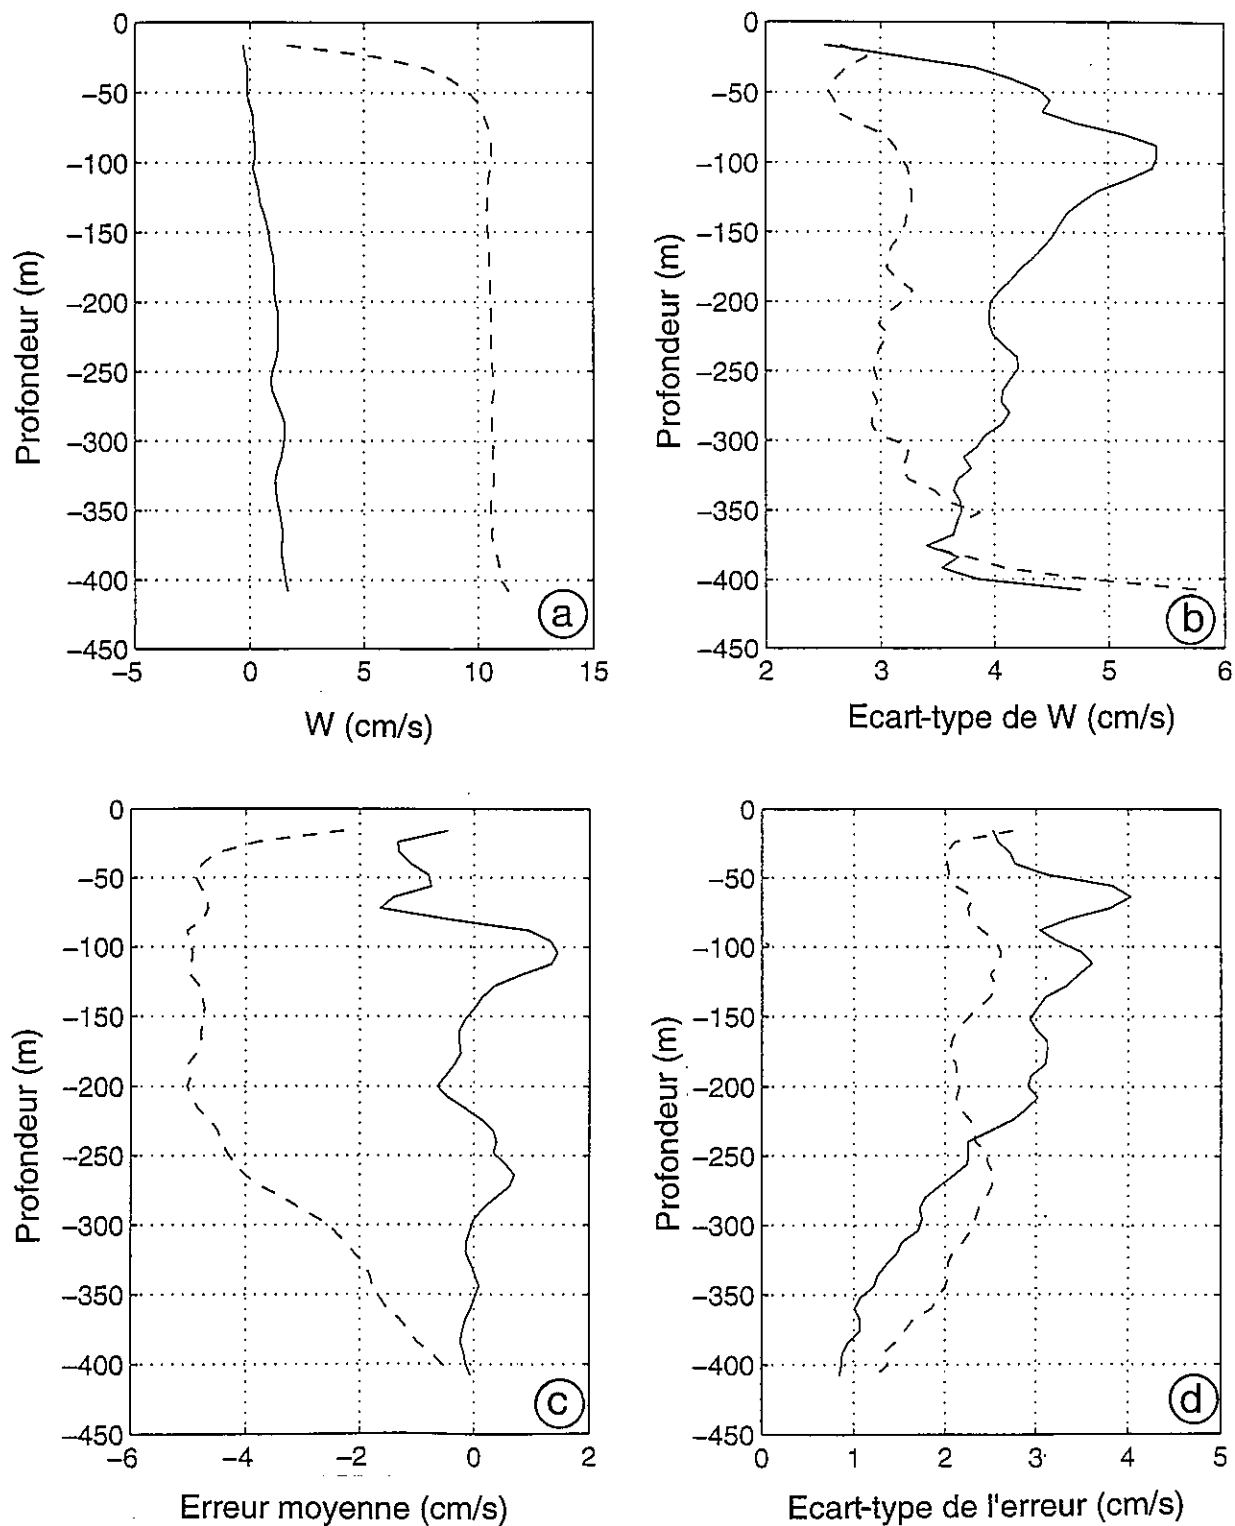 0
−50
−100
−150
−200
−250
−300
−350
−400
−450
−5 0 5 10 15
Profondeur (m)
W (cm/s)
a
0
−50
−100
−150
−200
−250
−300
−350
−400
−450
2 3 4 5 6
Profondeur (m)
Ecart-type de W (cm/s)
b
0
−50
−100
−150
−200
−250
−300
−350
−400
−450
−6 −4 −2 0 2
Profondeur (m)
Erreur moyenne (cm/s)
c
0
−50
−100
−150
−200
−250
−300
−350
−400
−450
0 1 2 3 4 5
Profondeur (m)
Ecart-type de l'erreur (cm/s)
d